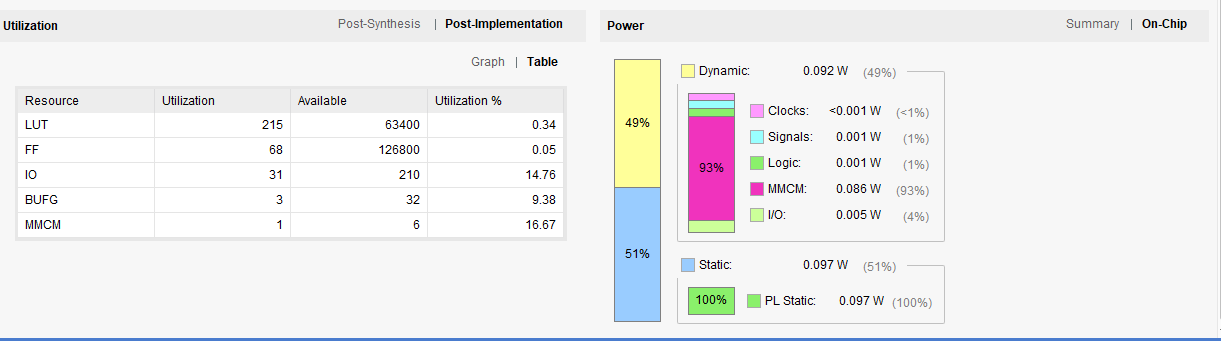 Utilization Post-Synthesis | Post-Implementation
Graph | Table
Resource Utilization Available Utilization %
LUT 215 63400 0.34
FF 68 126800 0.05
IO 31 210 14.76
BUFG 3 32 9.38
MMCM 1 6 16.67
Power Summary | On-Chip
49%
51%
Dynamic: 0.092 W (49%)
93%
Clocks: <0.001 W (<1%)
Signals: 0.001 W (1%)
Logic: 0.001 W (1%)
MMCM: 0.086 W (93%)
I/O: 0.005 W (4%)
Static: 0.097 W (51%)
100% PL Static: 0.097 W (100%)